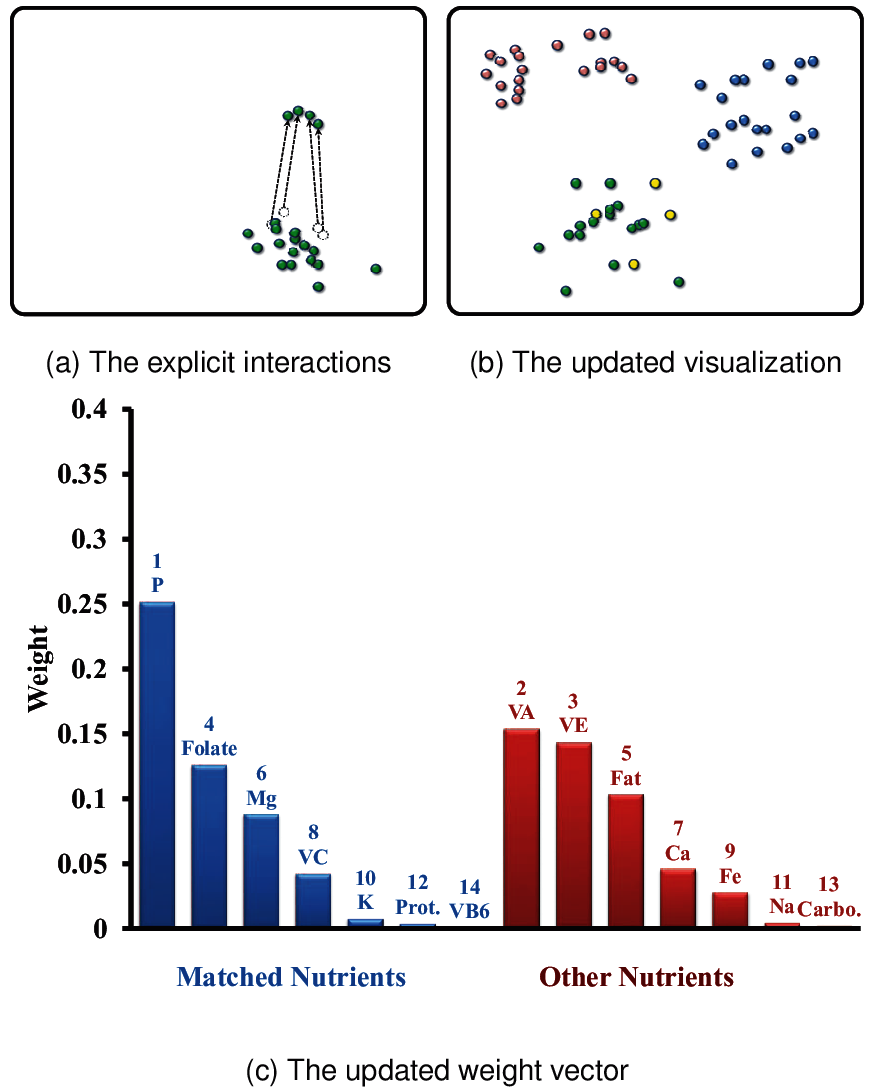 (a) The explicit interactions
(b) The updated visualization
0.4
0.35
0.3
0.25
0.2
0.15
0.1
0.05
0
Weight
1
P
4
Folate
6
Mg
8
VC
10
K
12
Prot.
14
VB6
2
VA
3
VE
5
Fat
7
Ca
9
Fe
11
Na
13
Carbo.
Matched Nutrients
Other Nutrients
(c) The updated weight vector